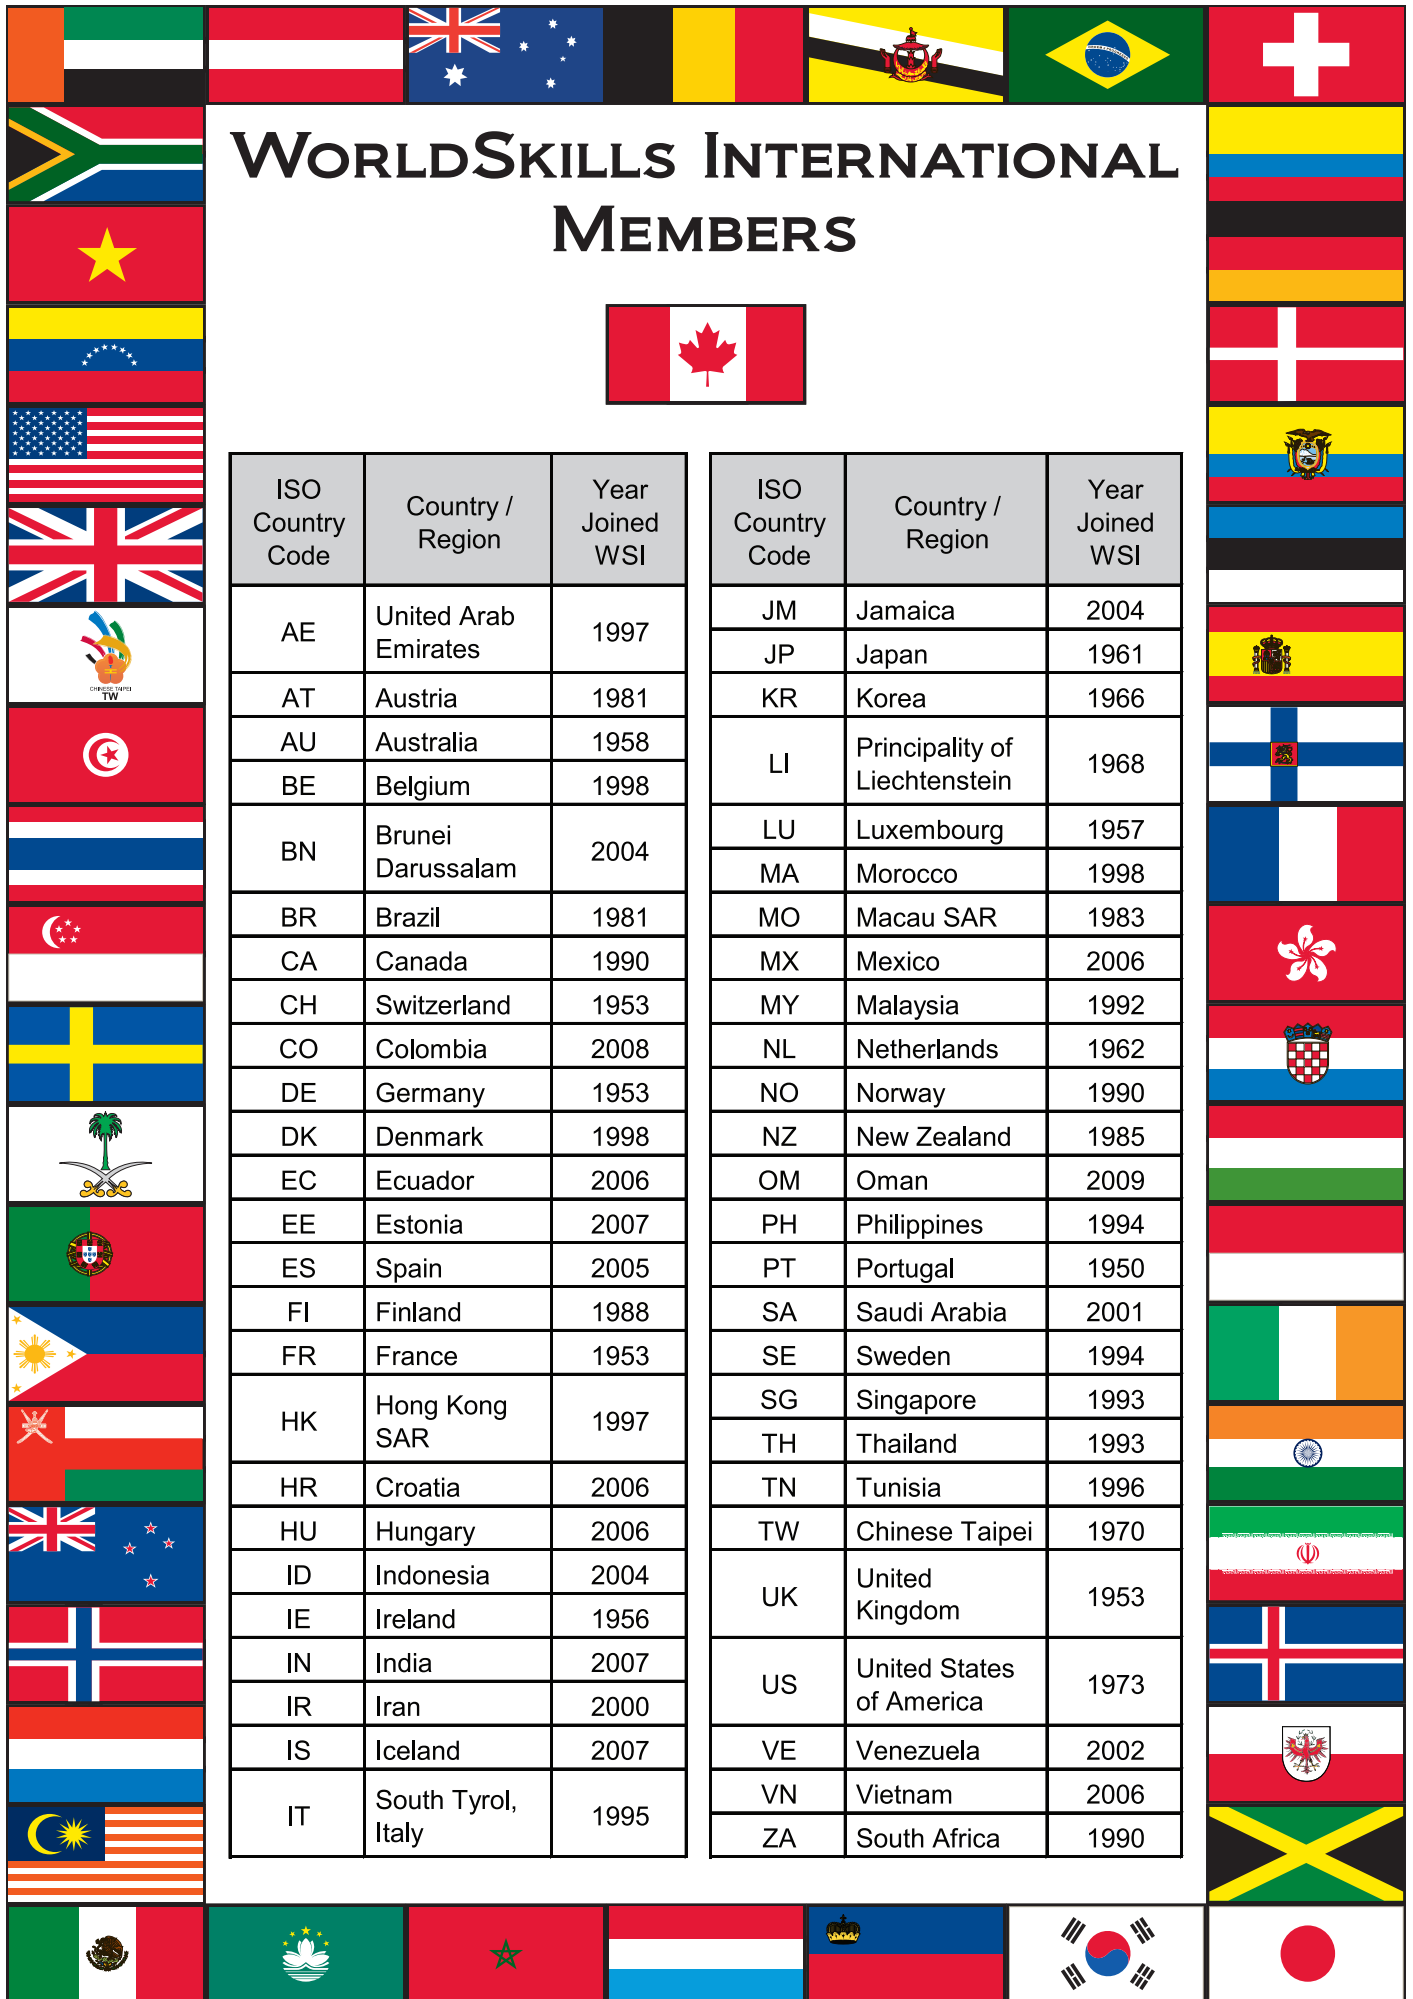 WORLDSKILLS INTERNATIONAL
MEMBERS
CHINESE TAIPEI
TW
ISO Country Code	Country / Region	Year Joined WSI
AE	United Arab Emirates	1997
AT	Austria	1981
AU	Australia	1958
BE	Belgium	1998
BN	Brunei Darussalam	2004
BR	Brazil	1981
CA	Canada	1990
CH	Switzerland	1953
CO	Colombia	2008
DE	Germany	1953
DK	Denmark	1998
EC	Ecuador	2006
EE	Estonia	2007
ES	Spain	2005
FI	Finland	1988
FR	France	1953
HK	Hong Kong SAR	1997
HR	Croatia	2006
HU	Hungary	2006
ID	Indonesia	2004
IE	Ireland	1956
IN	India	2007
IR	Iran	2000
IS	Iceland	2007
IT	South Tyrol, Italy	1995
ISO Country Code	Country / Region	Year Joined WSI
JM	Jamaica	2004
JP	Japan	1961
KR	Korea	1966
LI	Principality of Liechtenstein	1968
LU	Luxembourg	1957
MA	Morocco	1998
MO	Macau SAR	1983
MX	Mexico	2006
MY	Malaysia	1992
NL	Netherlands	1962
NO	Norway	1990
NZ	New Zealand	1985
OM	Oman	2009
PH	Philippines	1994
PT	Portugal	1950
SA	Saudi Arabia	2001
SE	Sweden	1994
SG	Singapore	1993
TH	Thailand	1993
TN	Tunisia	1996
TW	Chinese Taipei	1970
UK	United Kingdom	1953
US	United States of America	1973
VE	Venezuela	2002
VN	Vietnam	2006
ZA	South Africa	1990